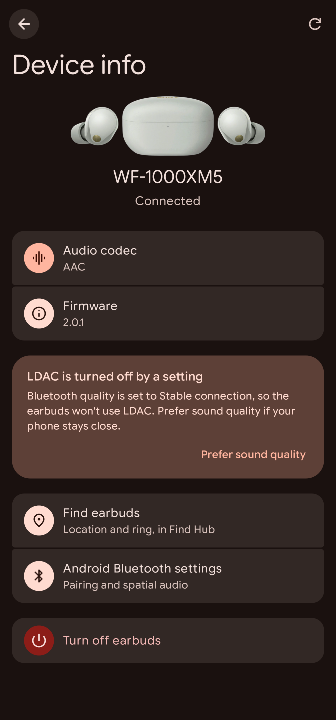 Device info
WF-1000XM5
Connected
Audio codec
AAC
Firmware
2.0.1
LDAC is turned off by a setting
Bluetooth quality is set to Stable connection, so the
earbuds won't use LDAC. Prefer sound quality if your
phone stays close.
Prefer sound quality
Find earbuds
Location and ring, in Find Hub
Android Bluetooth settings
Pairing and spatial audio
Turn off earbuds